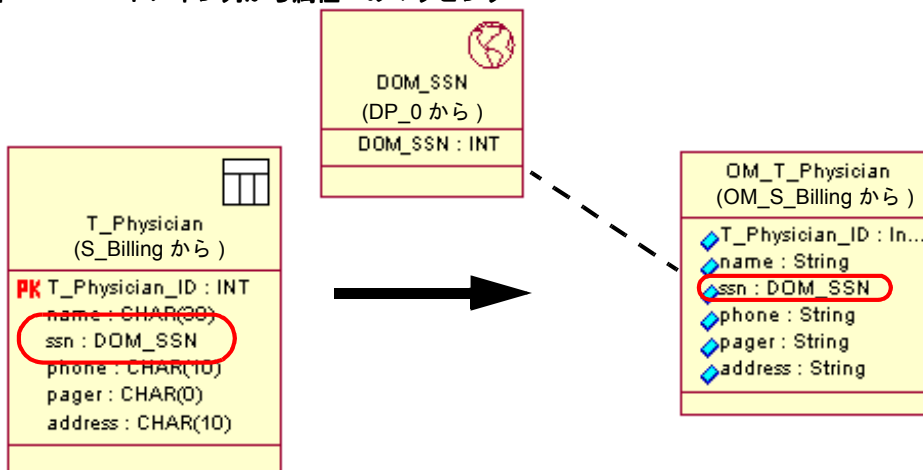 DOM_SSN
(DP_0 から )
DOM_SSN : INT
T_Physician
(S_Billing から )
PK T_Physician_ID : INT
name : CHAR(30)
ssn : DOM_SSN
phone : CHAR(10)
pager : CHAR(0)
address : CHAR(10)
OM_T_Physician
(OM_S_Billing から )
T_Physician_ID : In...
name : String
ssn : DOM_SSN
phone : String
pager : String
address : String